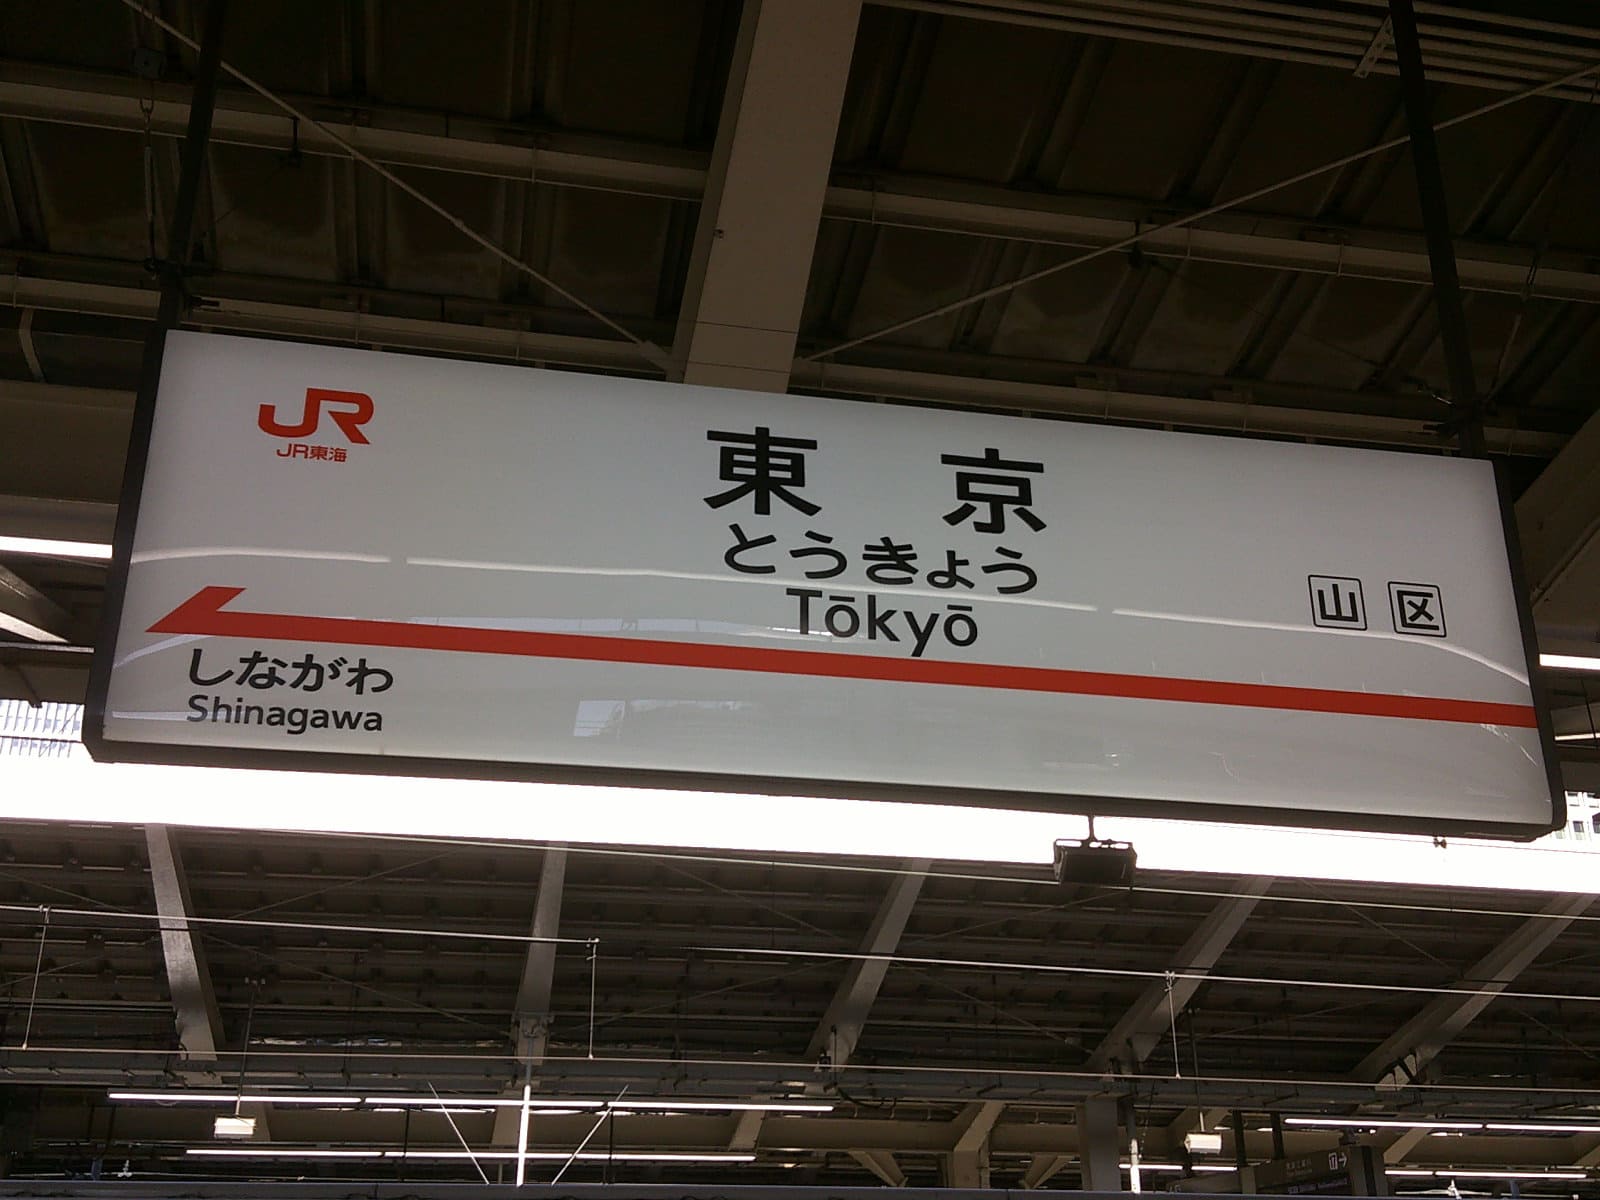 JR
JR東海
東京
とうきょう
Tōkyō
山 区
しながわ
Shinagawa
17